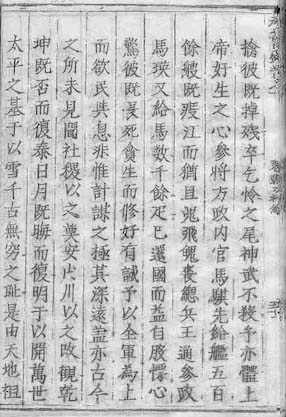 擒彼既掉殘卒乞憐之尾神武不殺予亦體上
帝好生之心參將方政内官馬騏先給艦五百
餘艘既渡江而猶且魂飛魄喪總兵王通參政
馬瑛又給馬數千餘疋已還國而益自股慄心
驚彼既畏死貪生而修好有誠予以全軍為上
而欲民共息非惟計謀之極其深遠蓋亦古今
之所未見聞社稷以之奠安山川以之改觀乾
坤既否而復泰日月既晦而復明于以開萬世
太平之基于以雪千古無窮之恥是由天地祖